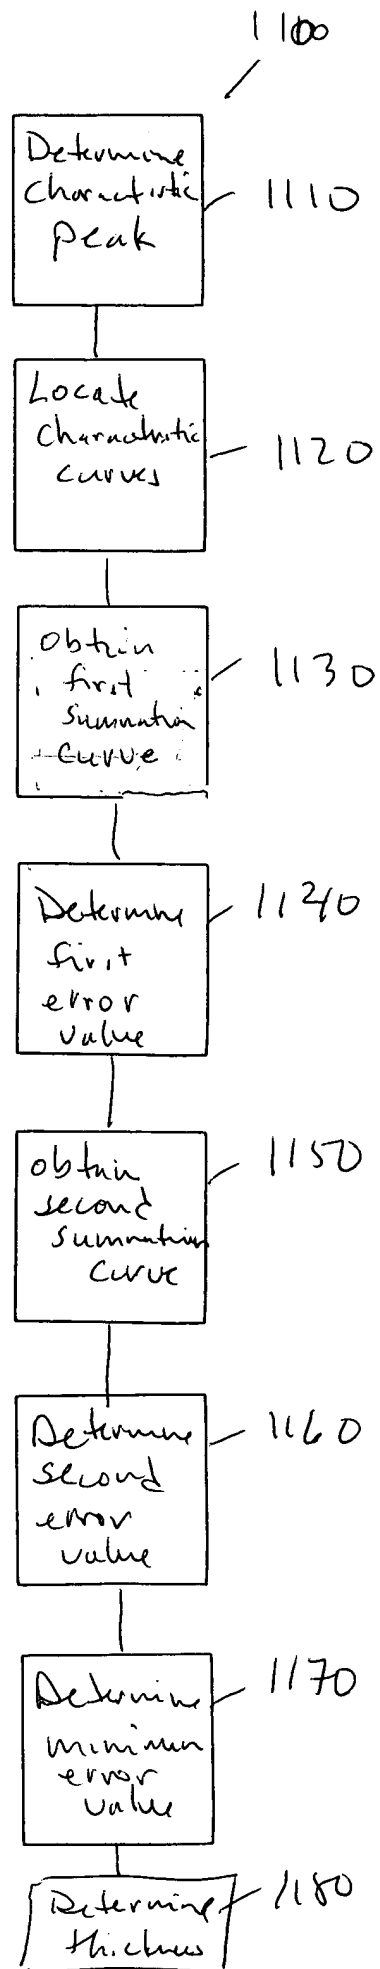 1100
Determine
Characteristic
Peak
1110
Locate
Characteristic
curves
1120
Obtain
first
Summation
Curve
1130
Determine
first
error
value
1140
Obtain
second
Summation
Curve
1150
Determine
second
error
value
1160
Determine
minimum
error
value
1170
Determine
thickness
1180